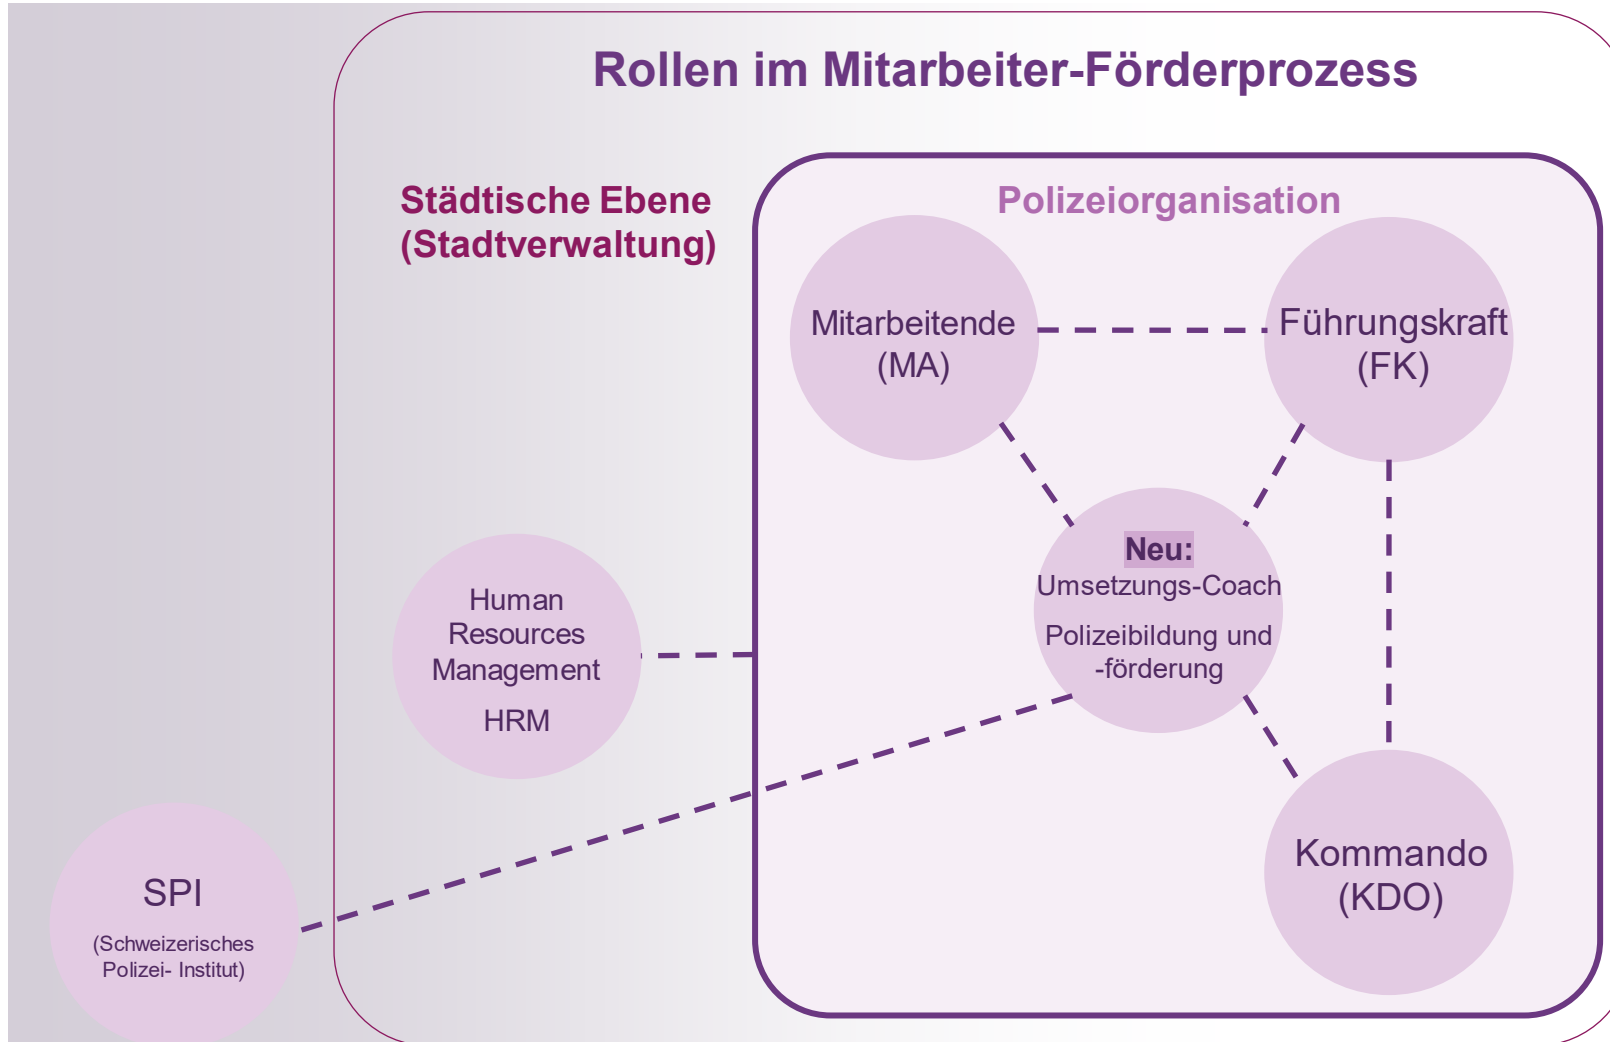 Rollen im Mitarbeiter-Förderprozess
Städtische Ebene
(Stadtverwaltung)
Polizeiorganisation
Mitarbeitende
(MA)
Führungskraft
(FK)
Neu:
Umsetzungs-Coach
Polizeibildung und
-förderung
Human
Resources
Management
HRM
Kommando
(KDO)
SPI
(Schweizerisches
Polizei- Institut)